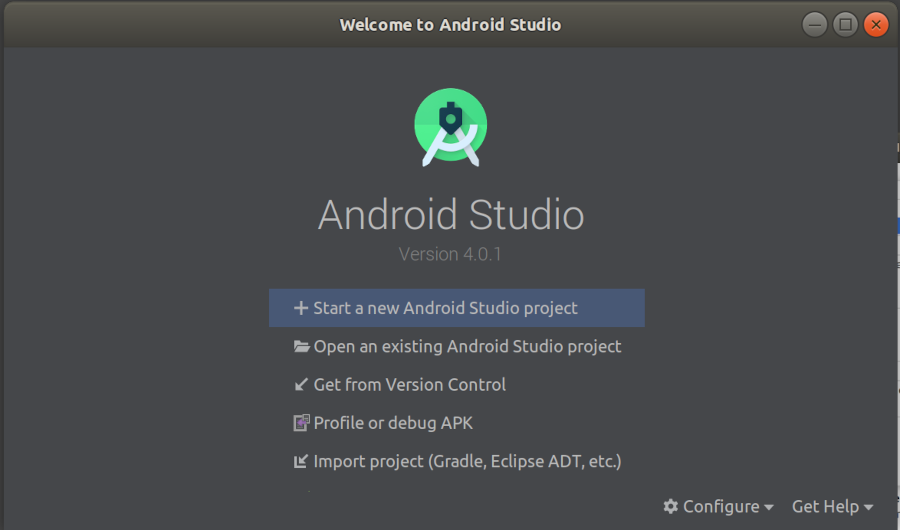 Welcome to Android Studio
Android Studio
Version 4.0.1
Start a new Android Studio project
Open an existing Android Studio project
Get from Version Control
Profile or debug APK
Import project (Gradle, Eclipse ADT, etc.)
Configure
Get Help